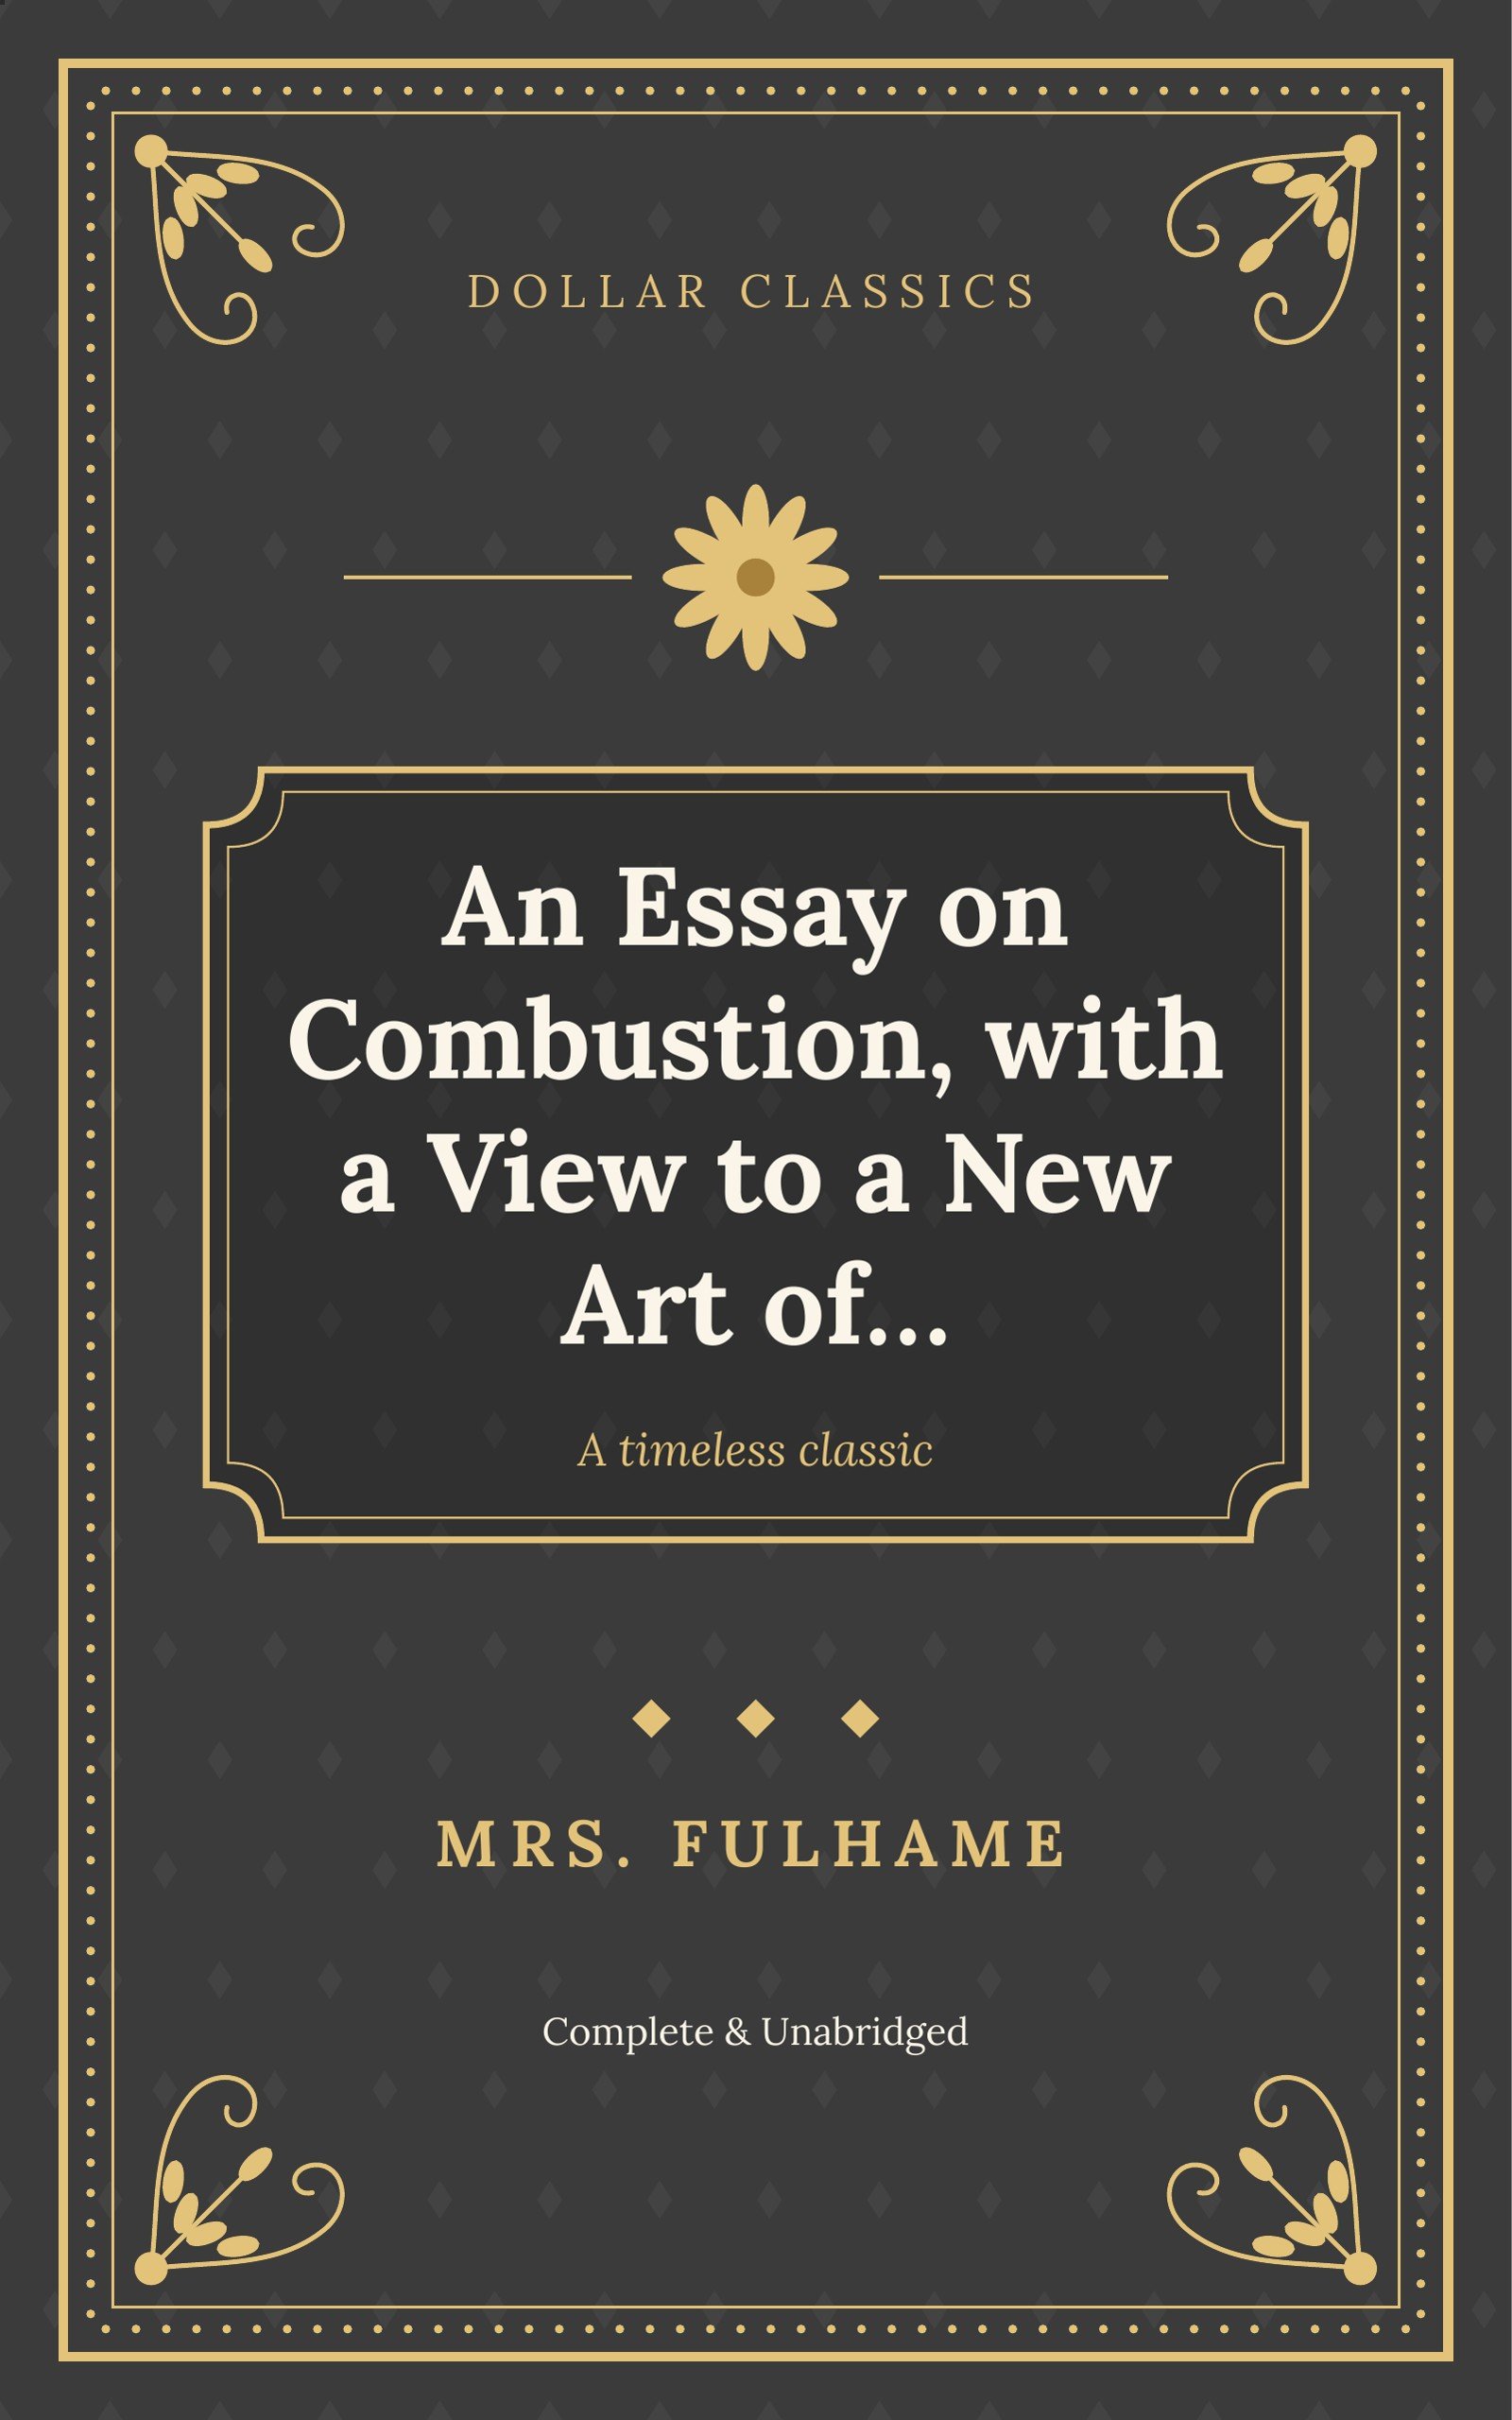 DOLLAR CLASSICS
An Essay on
Combustion, with
a View to a New
Art of...
A timeless classic
MRS. FULHAME
Complete & Unabridged